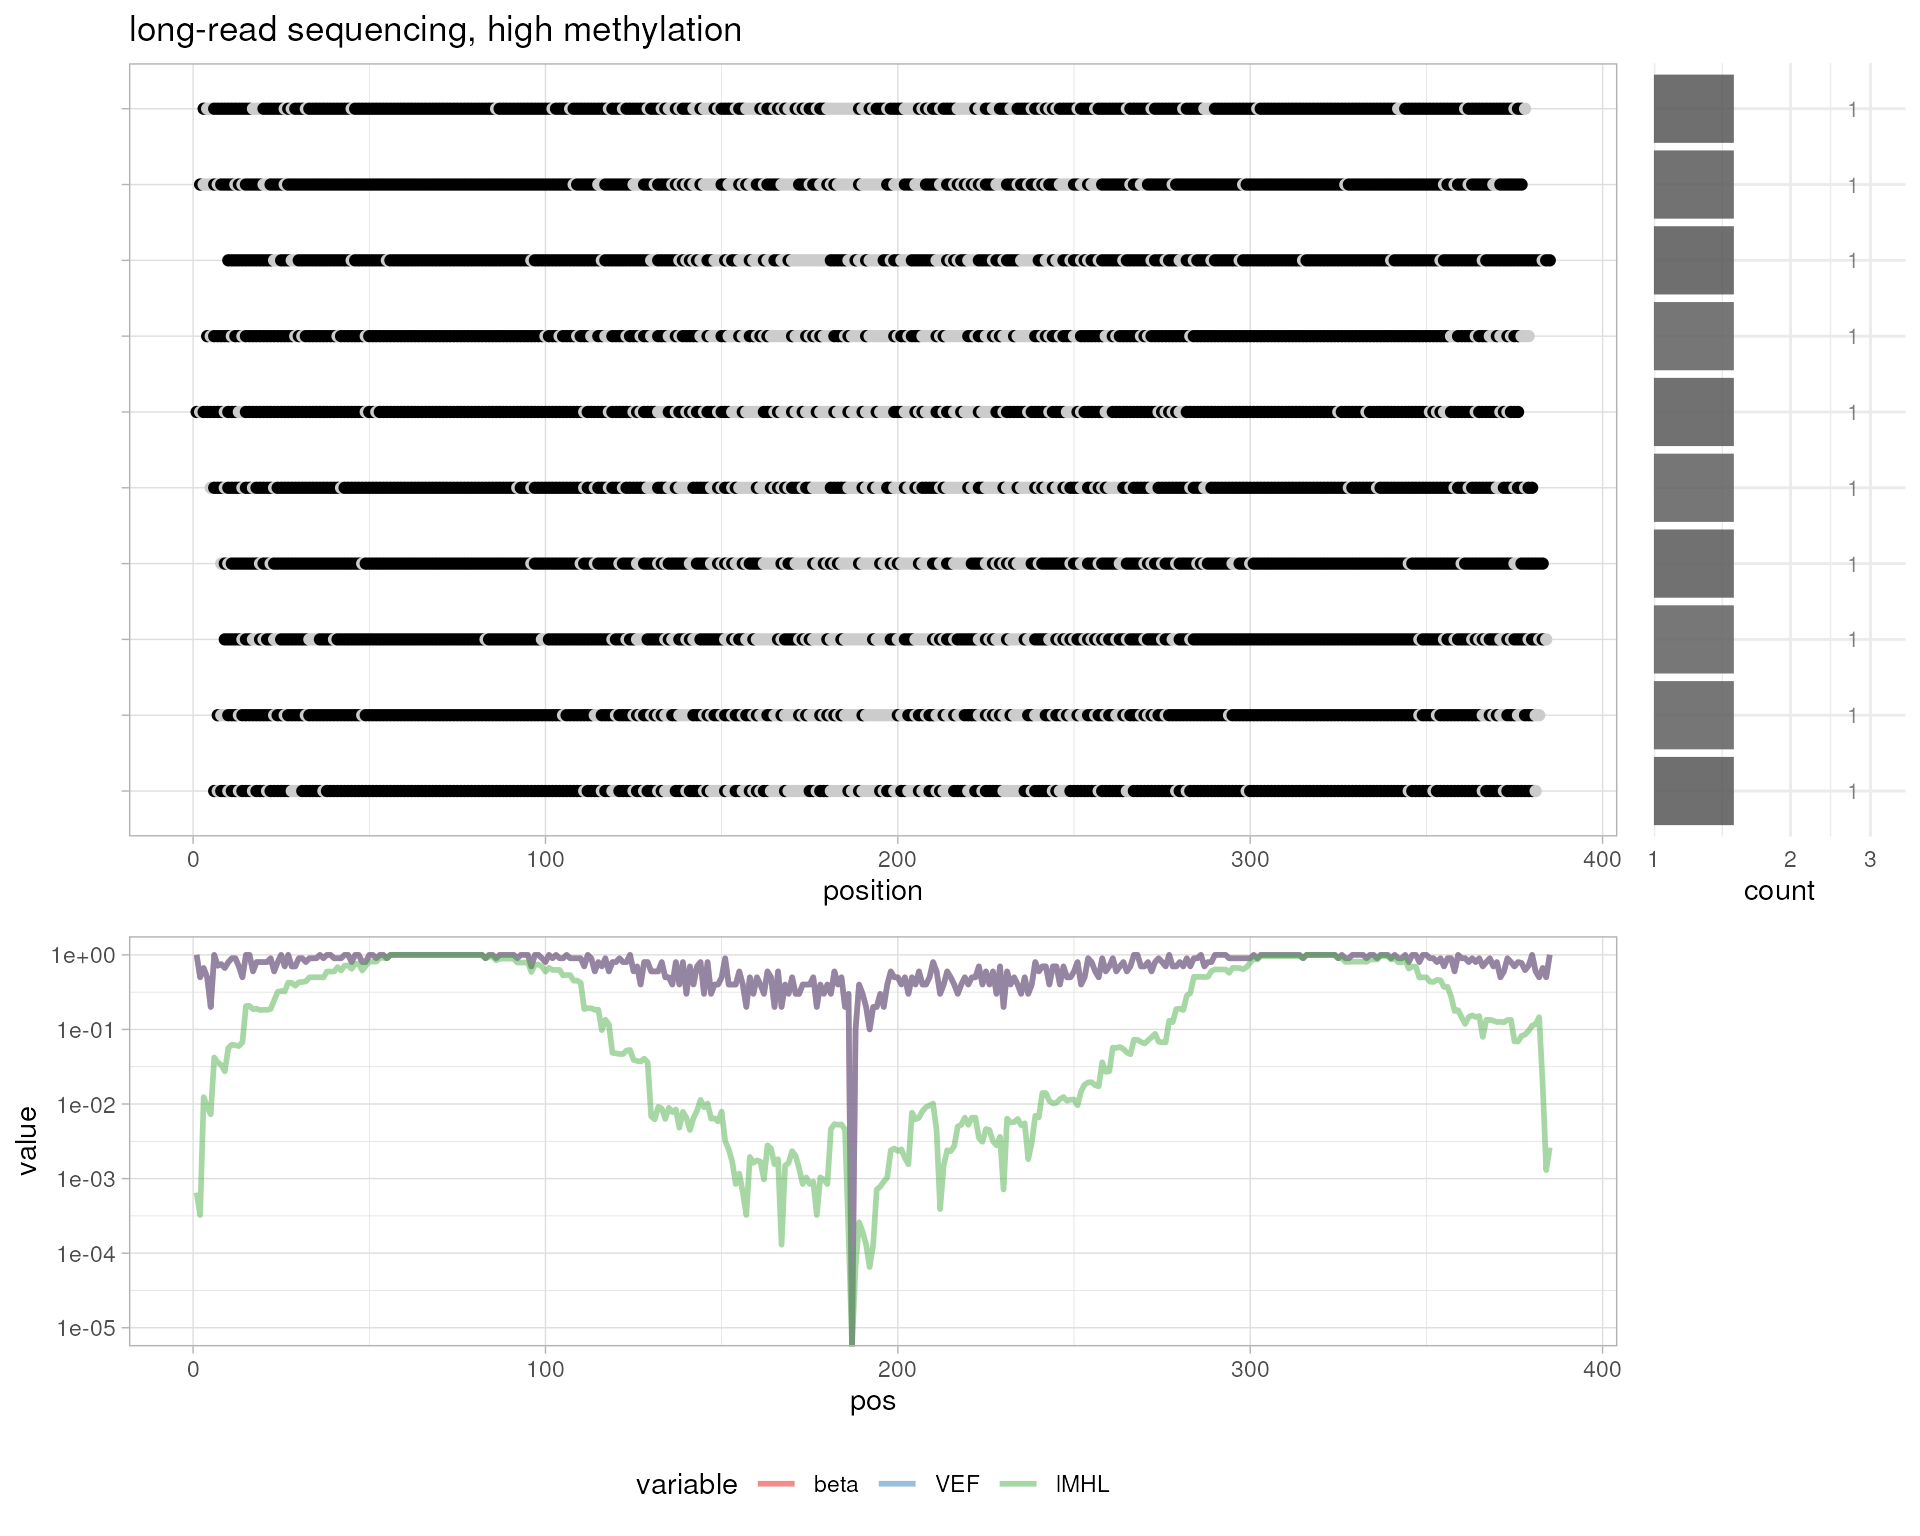 long-read sequencing, high methylation
1
1
1
1
1
1
1
1
1
1
0 100 200 300 400
position
1 2 3
count
1e+00
1e-01
1e-02
1e-03
1e-04
1e-05
value
0 100 200 300 400
pos
variable beta VEF lMHL